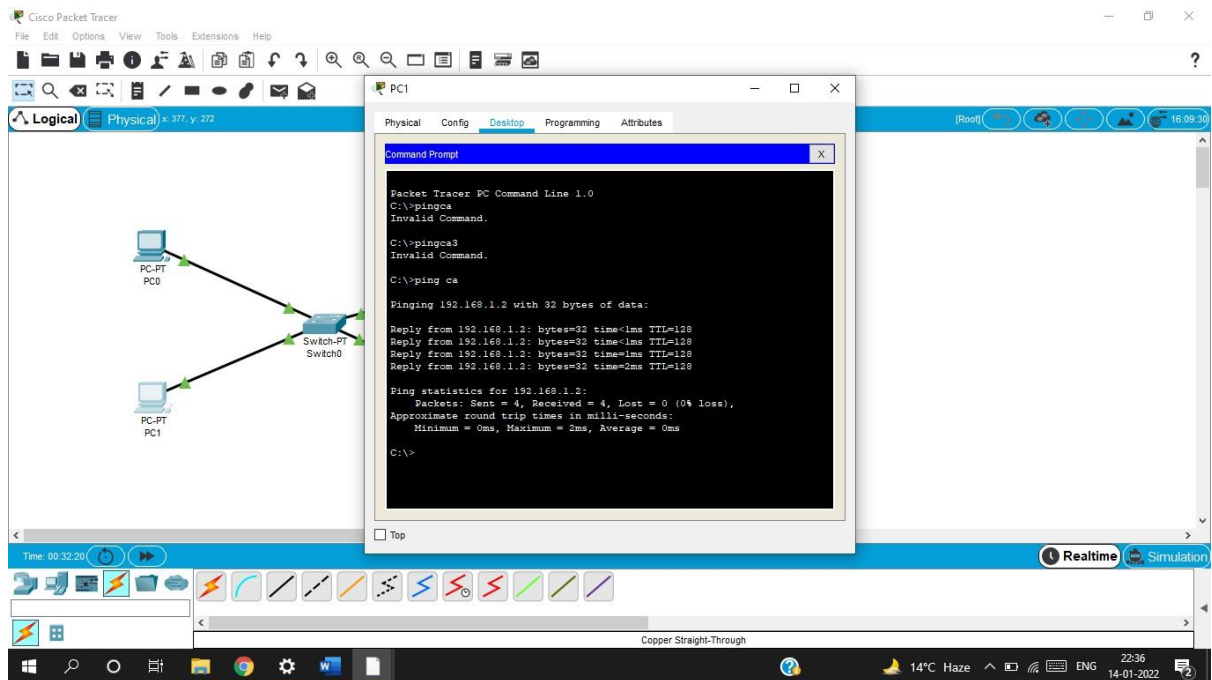 Cisco Packet Tracer
File Edit Options View Tools Extensions Help
?
PC1
Logical Physical x: 377, y: 272
[Root] 16:09:30
Physical Config Desktop Programming Attributes
Command Prompt X
Packet Tracer PC Command Line 1.0
C:\>pingca
Invalid Command.
C:\>pingca3
Invalid Command.
C:\>ping ca
Pinging 192.168.1.2 with 32 bytes of data:
Reply from 192.168.1.2: bytes=32 time<1ms TTL=128
Reply from 192.168.1.2: bytes=32 time<1ms TTL=128
Reply from 192.168.1.2: bytes=32 time=1ms TTL=128
Reply from 192.168.1.2: bytes=32 time=2ms TTL=128
Ping statistics for 192.168.1.2:
Packets: Sent = 4, Received = 4, Lost = 0 (0% loss),
Approximate round trip times in milli-seconds:
Minimum = 0ms, Maximum = 2ms, Average = 0ms
C:\>
PC-PT
PC0
Switch-PT
Switch0
PC-PT
PC1
Top
Time: 00:32:20
Realtime Simulation
Copper Straight-Through
14°C Haze ENG
22:36
14-01-2022
2